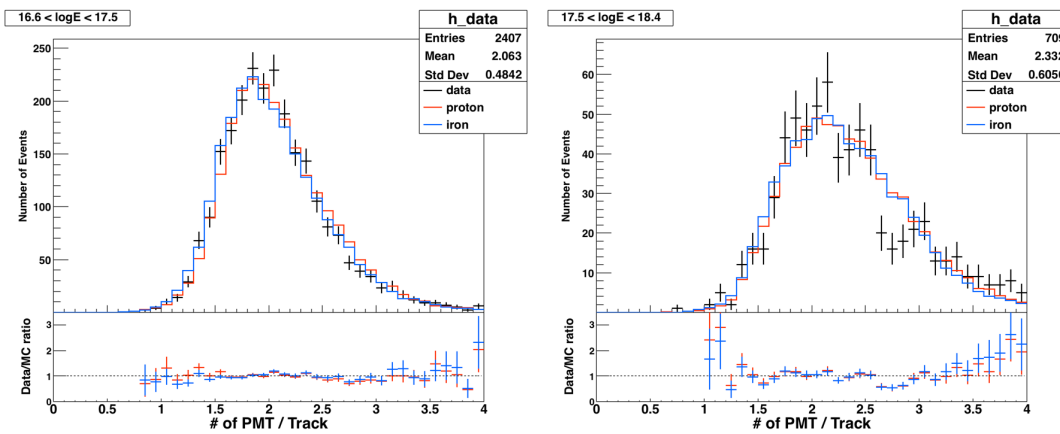 16.6 < logE < 17.5
h_data
Entries 2407
Mean 2.063
Std Dev 0.4842
data
proton
iron
Number of Events
250
200
150
100
50
Data/MC ratio
3
2
1
0
0 0.5 1 1.5 2 2.5 3 3.5 4
# of PMT / Track
17.5 < logE < 18.4
h_data
Entries
Mean
Std Dev
data
proton
iron
Number of Events
60
50
40
30
20
10
Data/MC ratio
3
2
1
0
0 0.5 1 1.5 2 2.5 3 3.5 4
# of PMT / Track